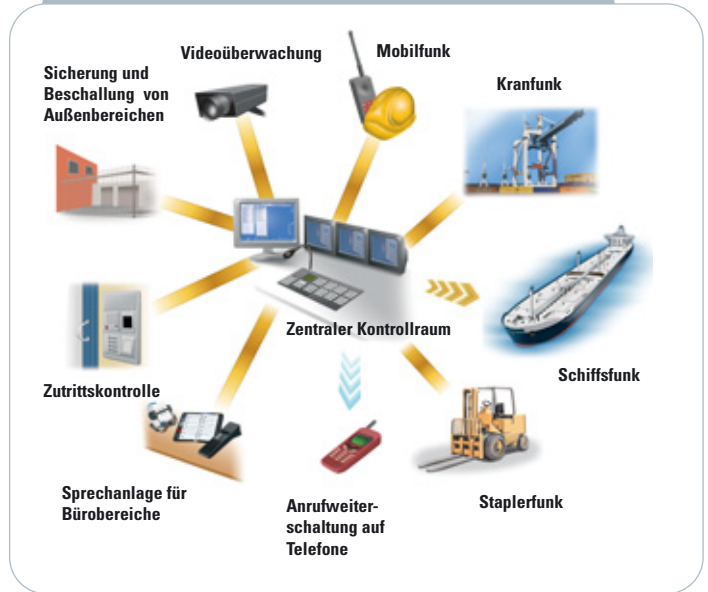 Videoüberwachung
Mobilfunk
Sicherung und
Beschallung von
Außenbereichen
Kranfunk
Zentraler Kontrollraum
Schiffsfunk
Zutrittskontrolle
Sprechanlage für
Bürobereiche
Anrufweiter-
schaltung auf
Telefone
Staplerfunk